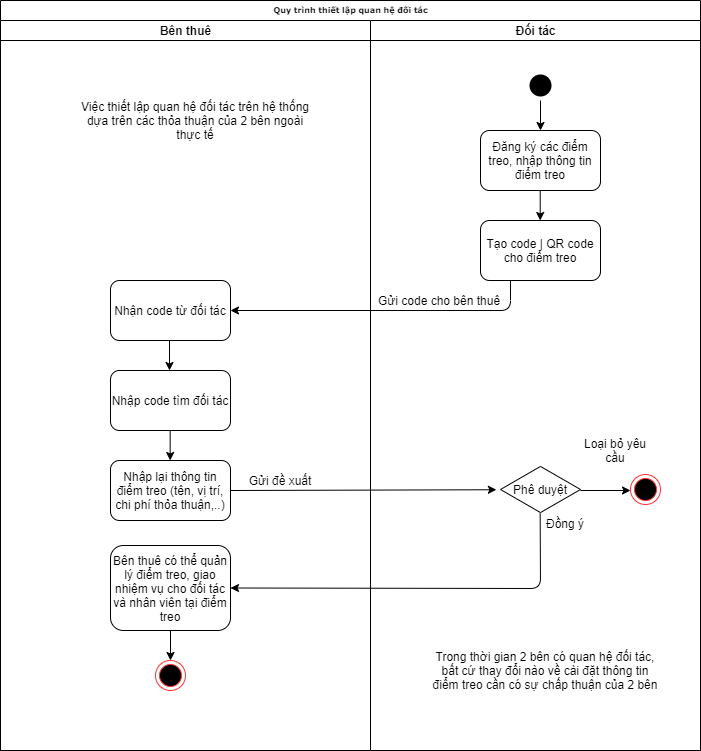 Quy trình thiết lập quan hệ đối tác
Bên thuê
Đối tác
Việc thiết lập quan hệ đối tác trên hệ thống
dựa trên các thỏa thuận của 2 bên ngoài
thực tế
Đăng ký các điểm
treo, nhập thông tin
điểm treo
Tạo code | QR code
cho điểm treo
Gửi code cho bên thuê
Nhận code từ đối tác
Nhập code tìm đối tác
Nhập lại thông tin
điểm treo (tên, vị trí,
chi phí thỏa thuận,..)
Gửi đề xuất
Phê duyệt
Loại bỏ yêu
cầu
Đồng ý
Bên thuê có thể quản
lý điểm treo, giao
nhiệm vụ cho đối tác
và nhân viên tại điểm
treo
Trong thời gian 2 bên có quan hệ đối tác,
bất cứ thay đổi nào về cài đặt thông tin
điểm treo cần có sự chấp thuận của 2 bên